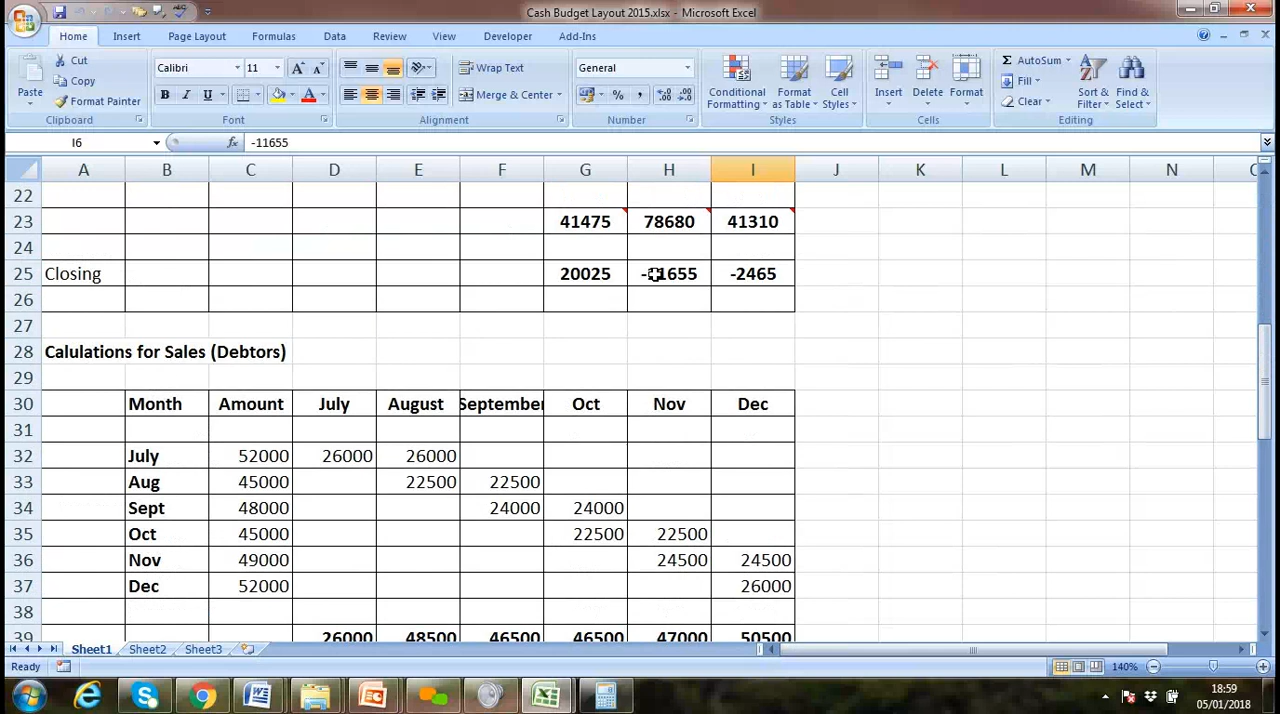 Cash Budget Layout 2015.xlsx - Microsoft Excel
Home Insert Page Layout Formulas Data Review View Developer Add-Ins
Paste Cut Calibri 11 Wrap Text General Conditional Formatting Format as Table Cell Styles Insert Delete Format AutoSum Sort & Filter Find & Select
Copy Fill
Format Painter B I U A Merge & Center % , Clear
Clipboard Font Alignment Number Styles Cells Editing
I6 fx -11655
A B C D E F G H I J K L M N
22
23 41475 78680 41310
24
25 Closing 20025 -11655 -2465
26
27
28 Calulations for Sales (Debtors)
29
30 Month Amount July August September Oct Nov Dec
31
32 July 52000 26000 26000
33 Aug 45000 22500 22500
34 Sept 48000 24000 24000
35 Oct 45000 22500 22500
36 Nov 49000 24500 24500
37 Dec 52000 26000
38
39 26000 48500 46500 46500 47000 50500
Sheet1 Sheet2 Sheet3
Ready 140%
18:59
05/01/2018